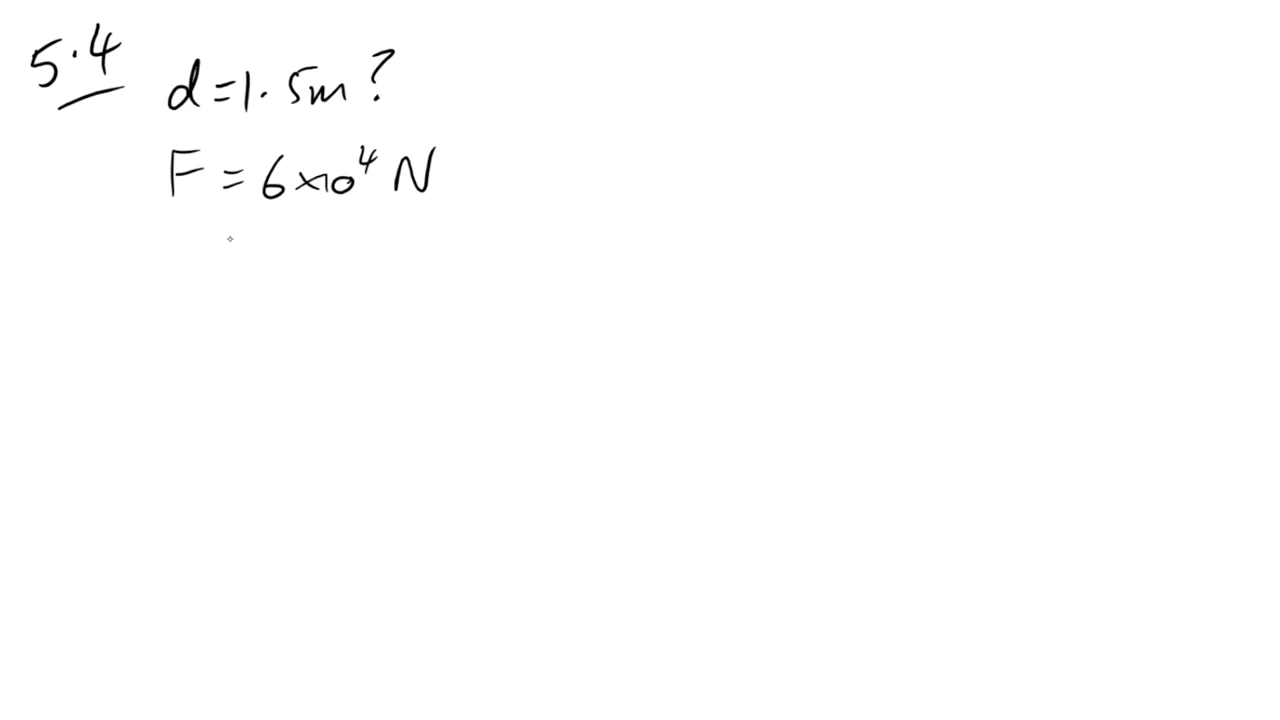 5.4
d = 1.5m ?
F = 6×10⁴ N